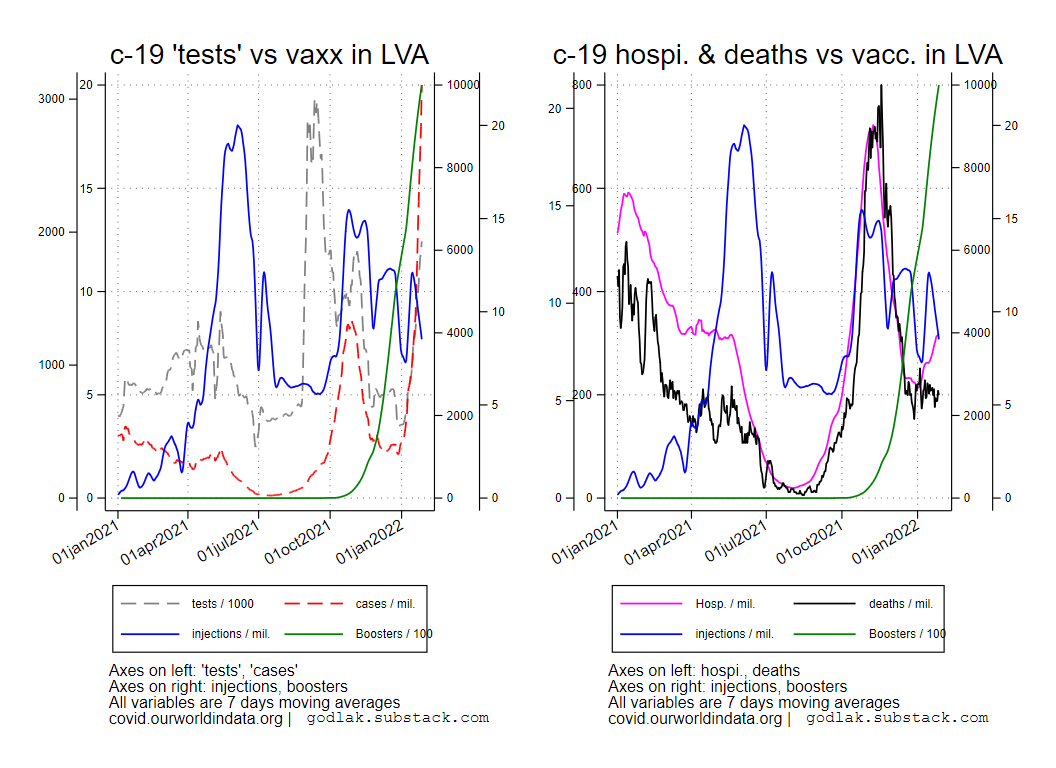 c-19 'tests' vs vaxx in LVA
3000
2000
1000
0
20
15
10
5
0
10000
8000
6000
4000
2000
0
20
15
10
5
0
01jan2021
01apr2021
01jul2021
01oct2021
01jan2022
tests / 1000
cases / mil.
injections / mil.
Boosters / 100
Axes on left: 'tests', 'cases'
Axes on right: injections, boosters
All variables are 7 days moving averages
covid.ourworldindata.org | godlak.substack.com
c-19 hospi. & deaths vs vacc. in LVA
20
15
10
5
0
800
600
400
200
0
10000
8000
6000
4000
2000
0
20
15
10
5
0
01jan2021
01apr2021
01jul2021
01oct2021
01jan2022
Hosp. / mil.
deaths / mil.
injections / mil.
Boosters / 100
Axes on left: hospi., deaths
Axes on right: injections, boosters
All variables are 7 days moving averages
covid.ourworldindata.org | godlak.substack.com